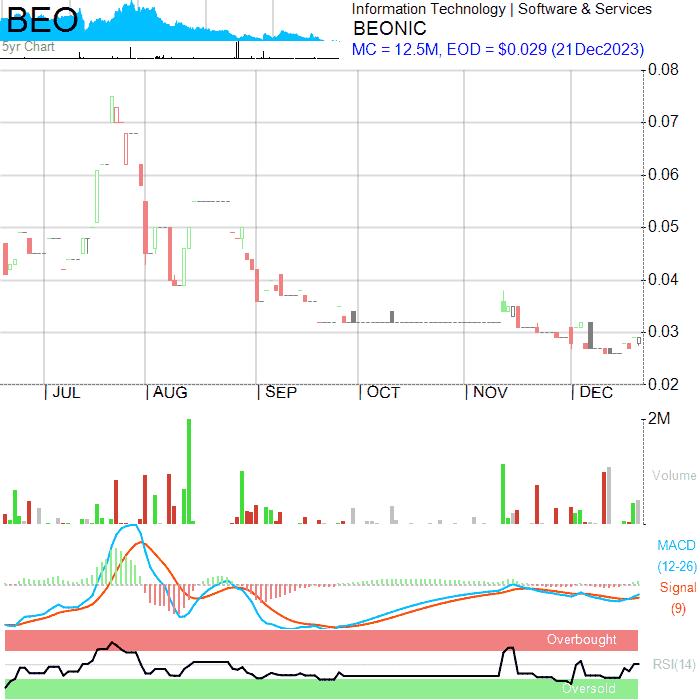 BEO
5yr Chart
Information Technology | Software & Services
BEONIC
MC = 12.5M, EOD = $0.029 (21Dec2023)
0.08
0.07
0.06
0.05
0.04
0.03
0.02
JUL AUG SEP OCT NOV DEC
2M
Volume
MACD
(12-26)
Signal
(9)
Overbought
RSI(14)
Oversold